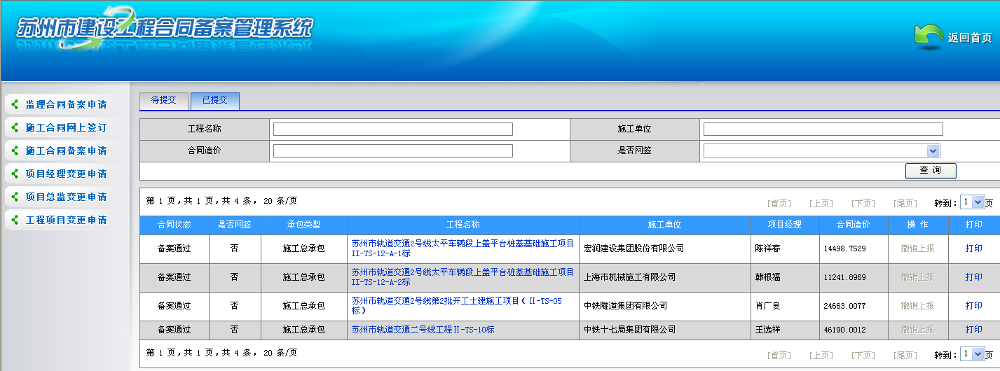 苏州市建设工程合同备案管理系统
返回首页
监理合同备案申请
施工合同网上签订
施工合同备案申请
项目经理变更申请
项目总监变更申请
工程项目变更申请
待提交 已提交
工程名称 施工单位
合同造价 是否网签
查 询
第 1 页,共 1 页,共 4 条, 20 条/页 [首页] [上页] [下页] [尾页] 转到: 1 页
合同状态 是否网签 承包类型 工程名称 施工单位 项目经理 合同造价 操 作 打印
备案通过 否 施工总承包 苏州市轨道交通2号线太平车辆段上盖平台桩基基础施工项目 宏润建设集团股份有限公司 陈祥春 14498.7529 撤销上报 打印
II-TS-12-A-1标
备案通过 否 施工总承包 苏州市轨道交通2号线太平车辆段上盖平台桩基基础施工项目 上海市机械施工有限公司 韩根福 11241.8969 撤销上报 打印
II-TS-12-A-2标
备案通过 否 施工总承包 苏州市轨道交通2号线第2批开工土建施工项目(Ⅱ-TS-05 中铁隧道集团有限公司 肖广良 24663.0077 撤销上报 打印
标)
备案通过 否 施工总承包 苏州市轨道交通二号线工程Ⅱ-TS-10标 中铁十七局集团有限公司 王选祥 46190.0012 撤销上报 打印
第 1 页,共 1 页,共 4 条, 20 条/页 [首页] [上页] [下页] [尾页] 转到: 1 页